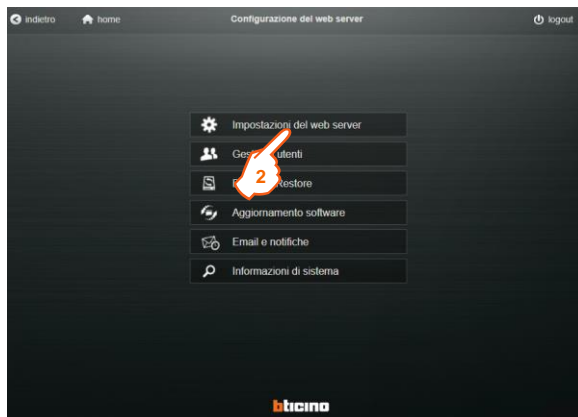 indietro home Configurazione del web server logout
Impostazioni del web server
utenti
2 Restore
Aggiornamento software
Email e notifiche
Informazioni di sistema
bticino